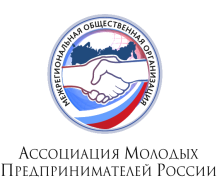 МЕЖРЕГИОНАЛЬНАЯ ОБЩЕСТВЕННАЯ ОРГАНИЗАЦИЯ
Ассоциация Молодых
Предпринимателей России